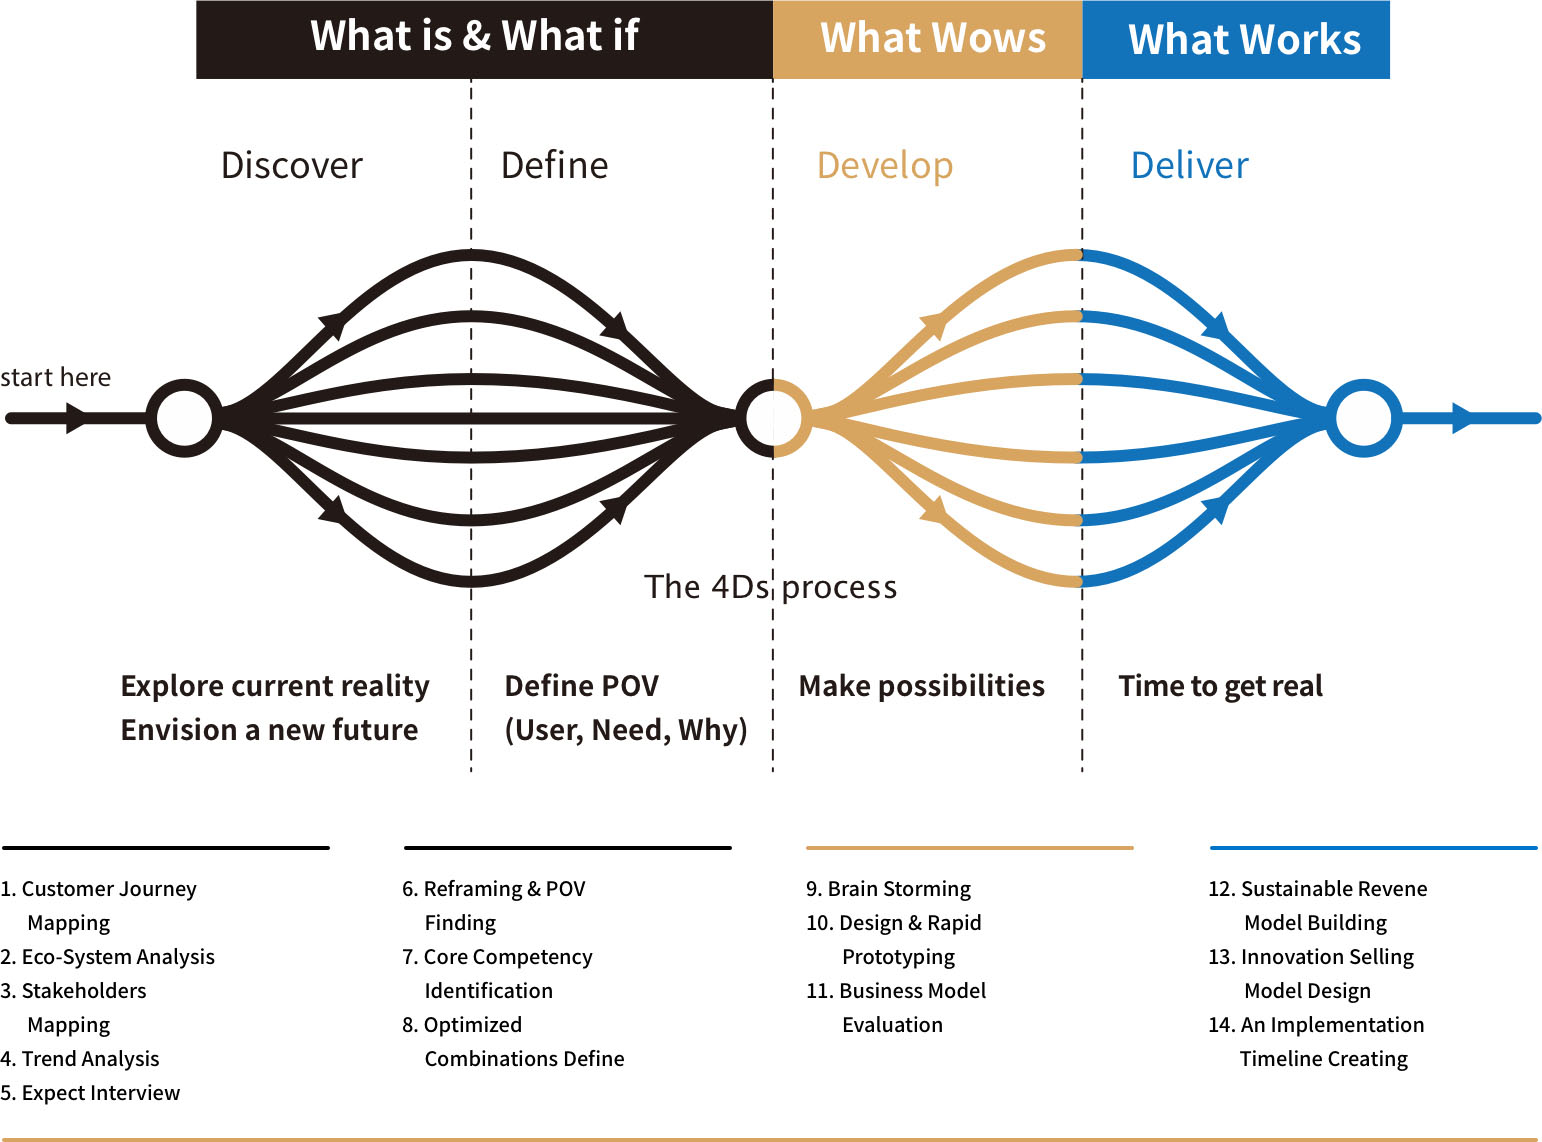 What is & What if
What Wows
What Works
Discover
Define
Develop
Deliver
start here
The 4Ds process
Explore current reality
Envision a new future
Define POV
(User, Need, Why)
Make possibilities
Time to get real
1. Customer Journey
Mapping
2. Eco-System Analysis
3. Stakeholders
Mapping
4. Trend Analysis
5. Expect Interview
6. Reframing & POV
Finding
7. Core Competency
Identification
8. Optimized
Combinations Define
9. Brain Storming
10. Design & Rapid
Prototyping
11. Business Model
Evaluation
12. Sustainable Revene
Model Building
13. Innovation Selling
Model Design
14. An Implementation
Timeline Creating